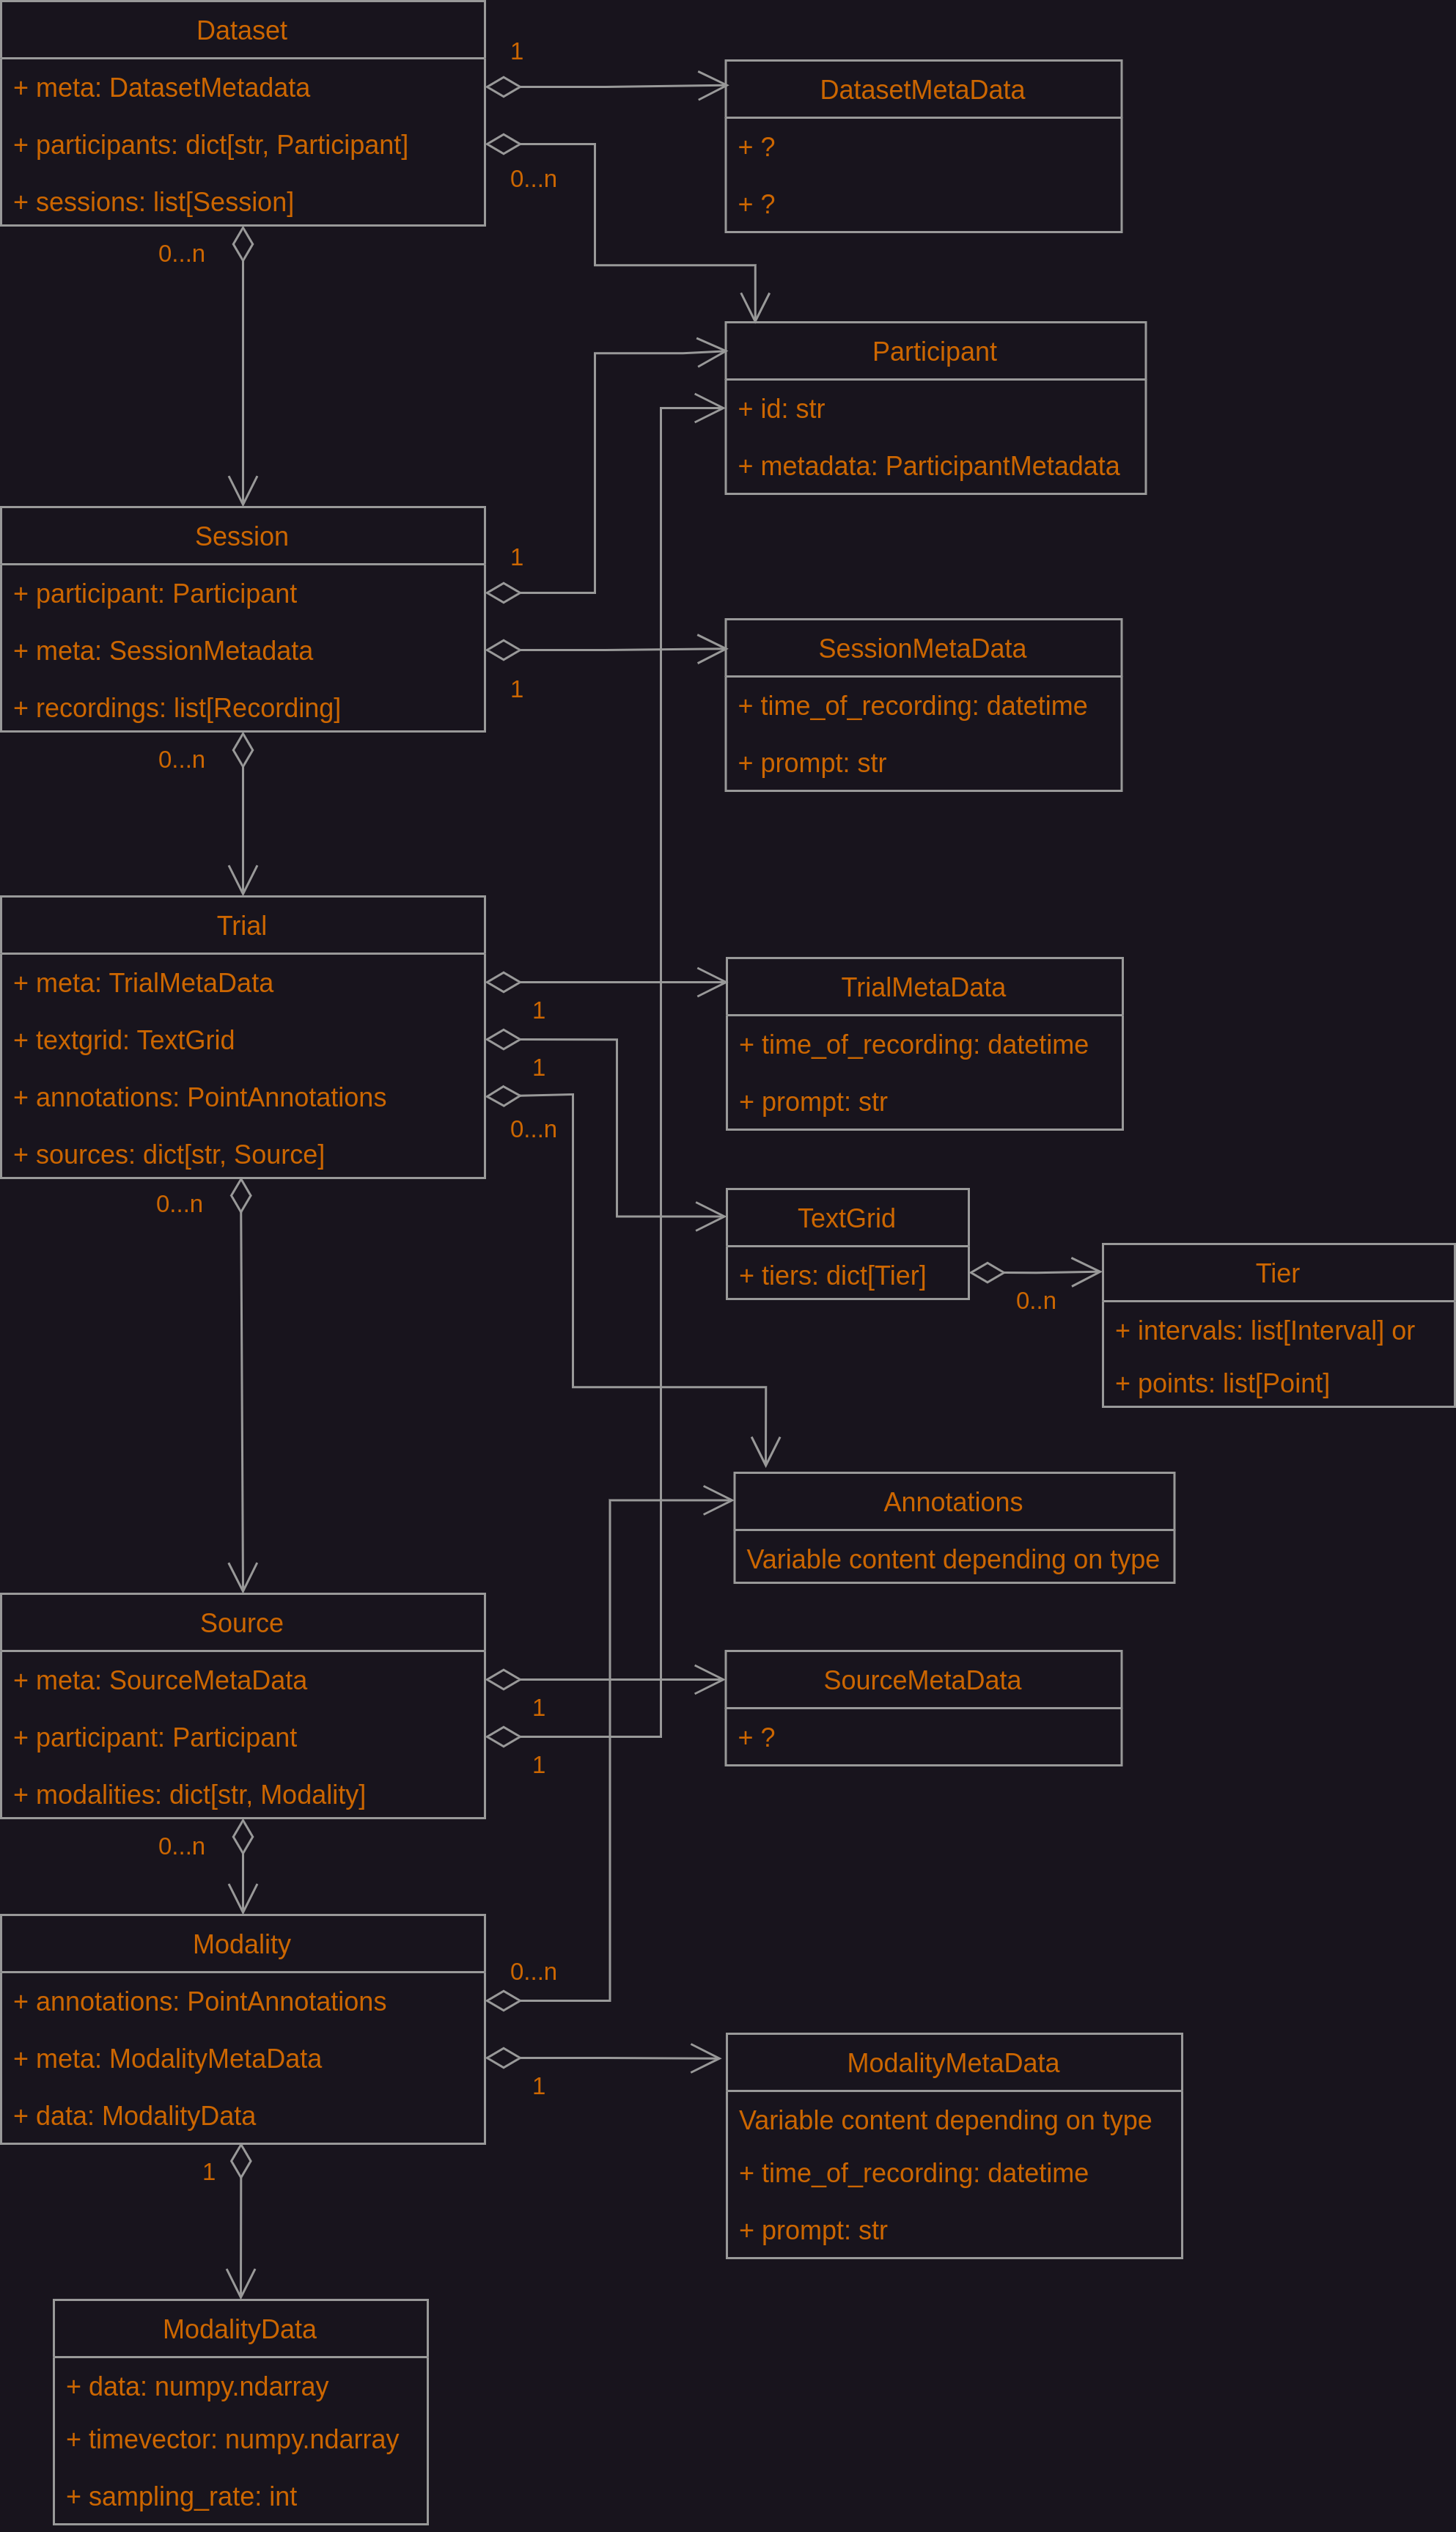 Dataset
+ meta: DatasetMetadata
+ participants: dict[str, Participant]
+ sessions: list[Session]
1
0...n
0...n
DatasetMetaData
+ ?
+ ?
Participant
+ id: str
+ metadata: ParticipantMetadata
Session
+ participant: Participant
+ meta: SessionMetadata
+ recordings: list[Recording]
1
1
0...n
SessionMetaData
+ time_of_recording: datetime
+ prompt: str
Trial
+ meta: TrialMetaData
+ textgrid: TextGrid
+ annotations: PointAnnotations
+ sources: dict[str, Source]
1
1
0...n
0...n
TrialMetaData
+ time_of_recording: datetime
+ prompt: str
TextGrid
+ tiers: dict[Tier]
0..n
Tier
+ intervals: list[Interval] or
+ points: list[Point]
Annotations
Variable content depending on type
Source
+ meta: SourceMetaData
+ participant: Participant
+ modalities: dict[str, Modality]
1
1
0...n
SourceMetaData
+ ?
Modality
+ annotations: PointAnnotations
+ meta: ModalityMetaData
+ data: ModalityData
0...n
1
1
ModalityMetaData
Variable content depending on type
+ time_of_recording: datetime
+ prompt: str
ModalityData
+ data: numpy.ndarray
+ timevector: numpy.ndarray
+ sampling_rate: int